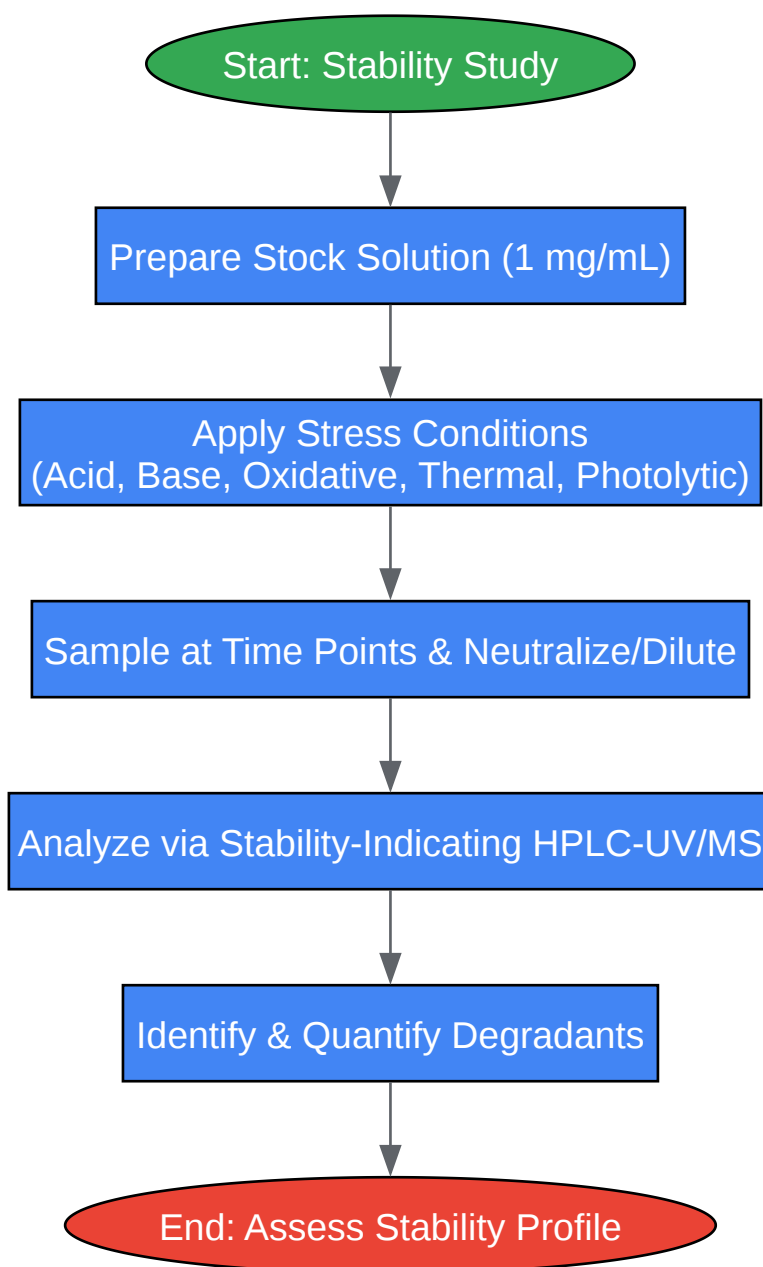 Start: Stability Study
Prepare Stock Solution (1 mg/mL)
Apply Stress Conditions
(Acid, Base, Oxidative, Thermal, Photolytic)
Sample at Time Points & Neutralize/Dilute
Analyze via Stability-Indicating HPLC-UV/MS
Identify & Quantify Degradants
End: Assess Stability Profile